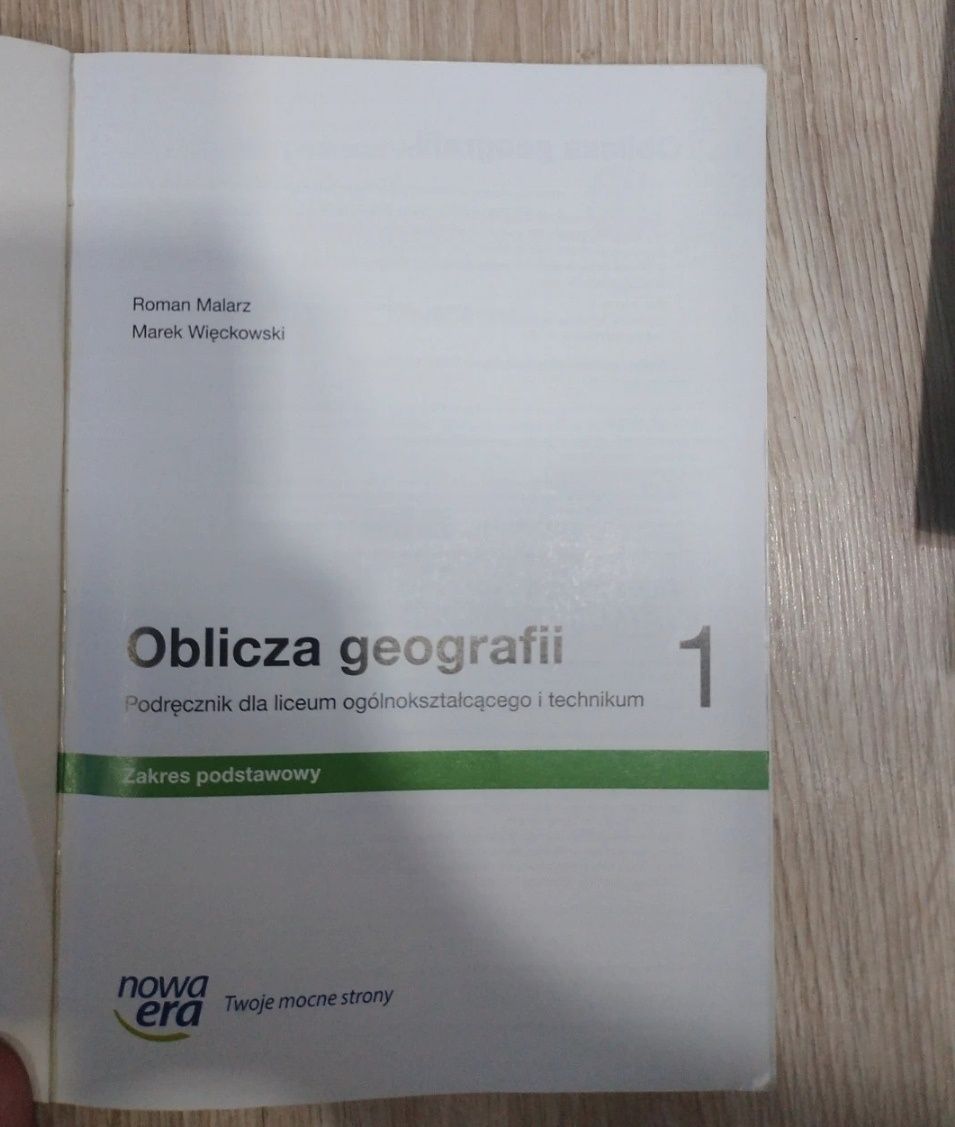 Roman Malarz
Marek Więckowski
Oblicza geografii 1
Podręcznik dla liceum ogólnokształcącego i technikum
Zakres podstawowy
nowa
era
Twoje mocne strony